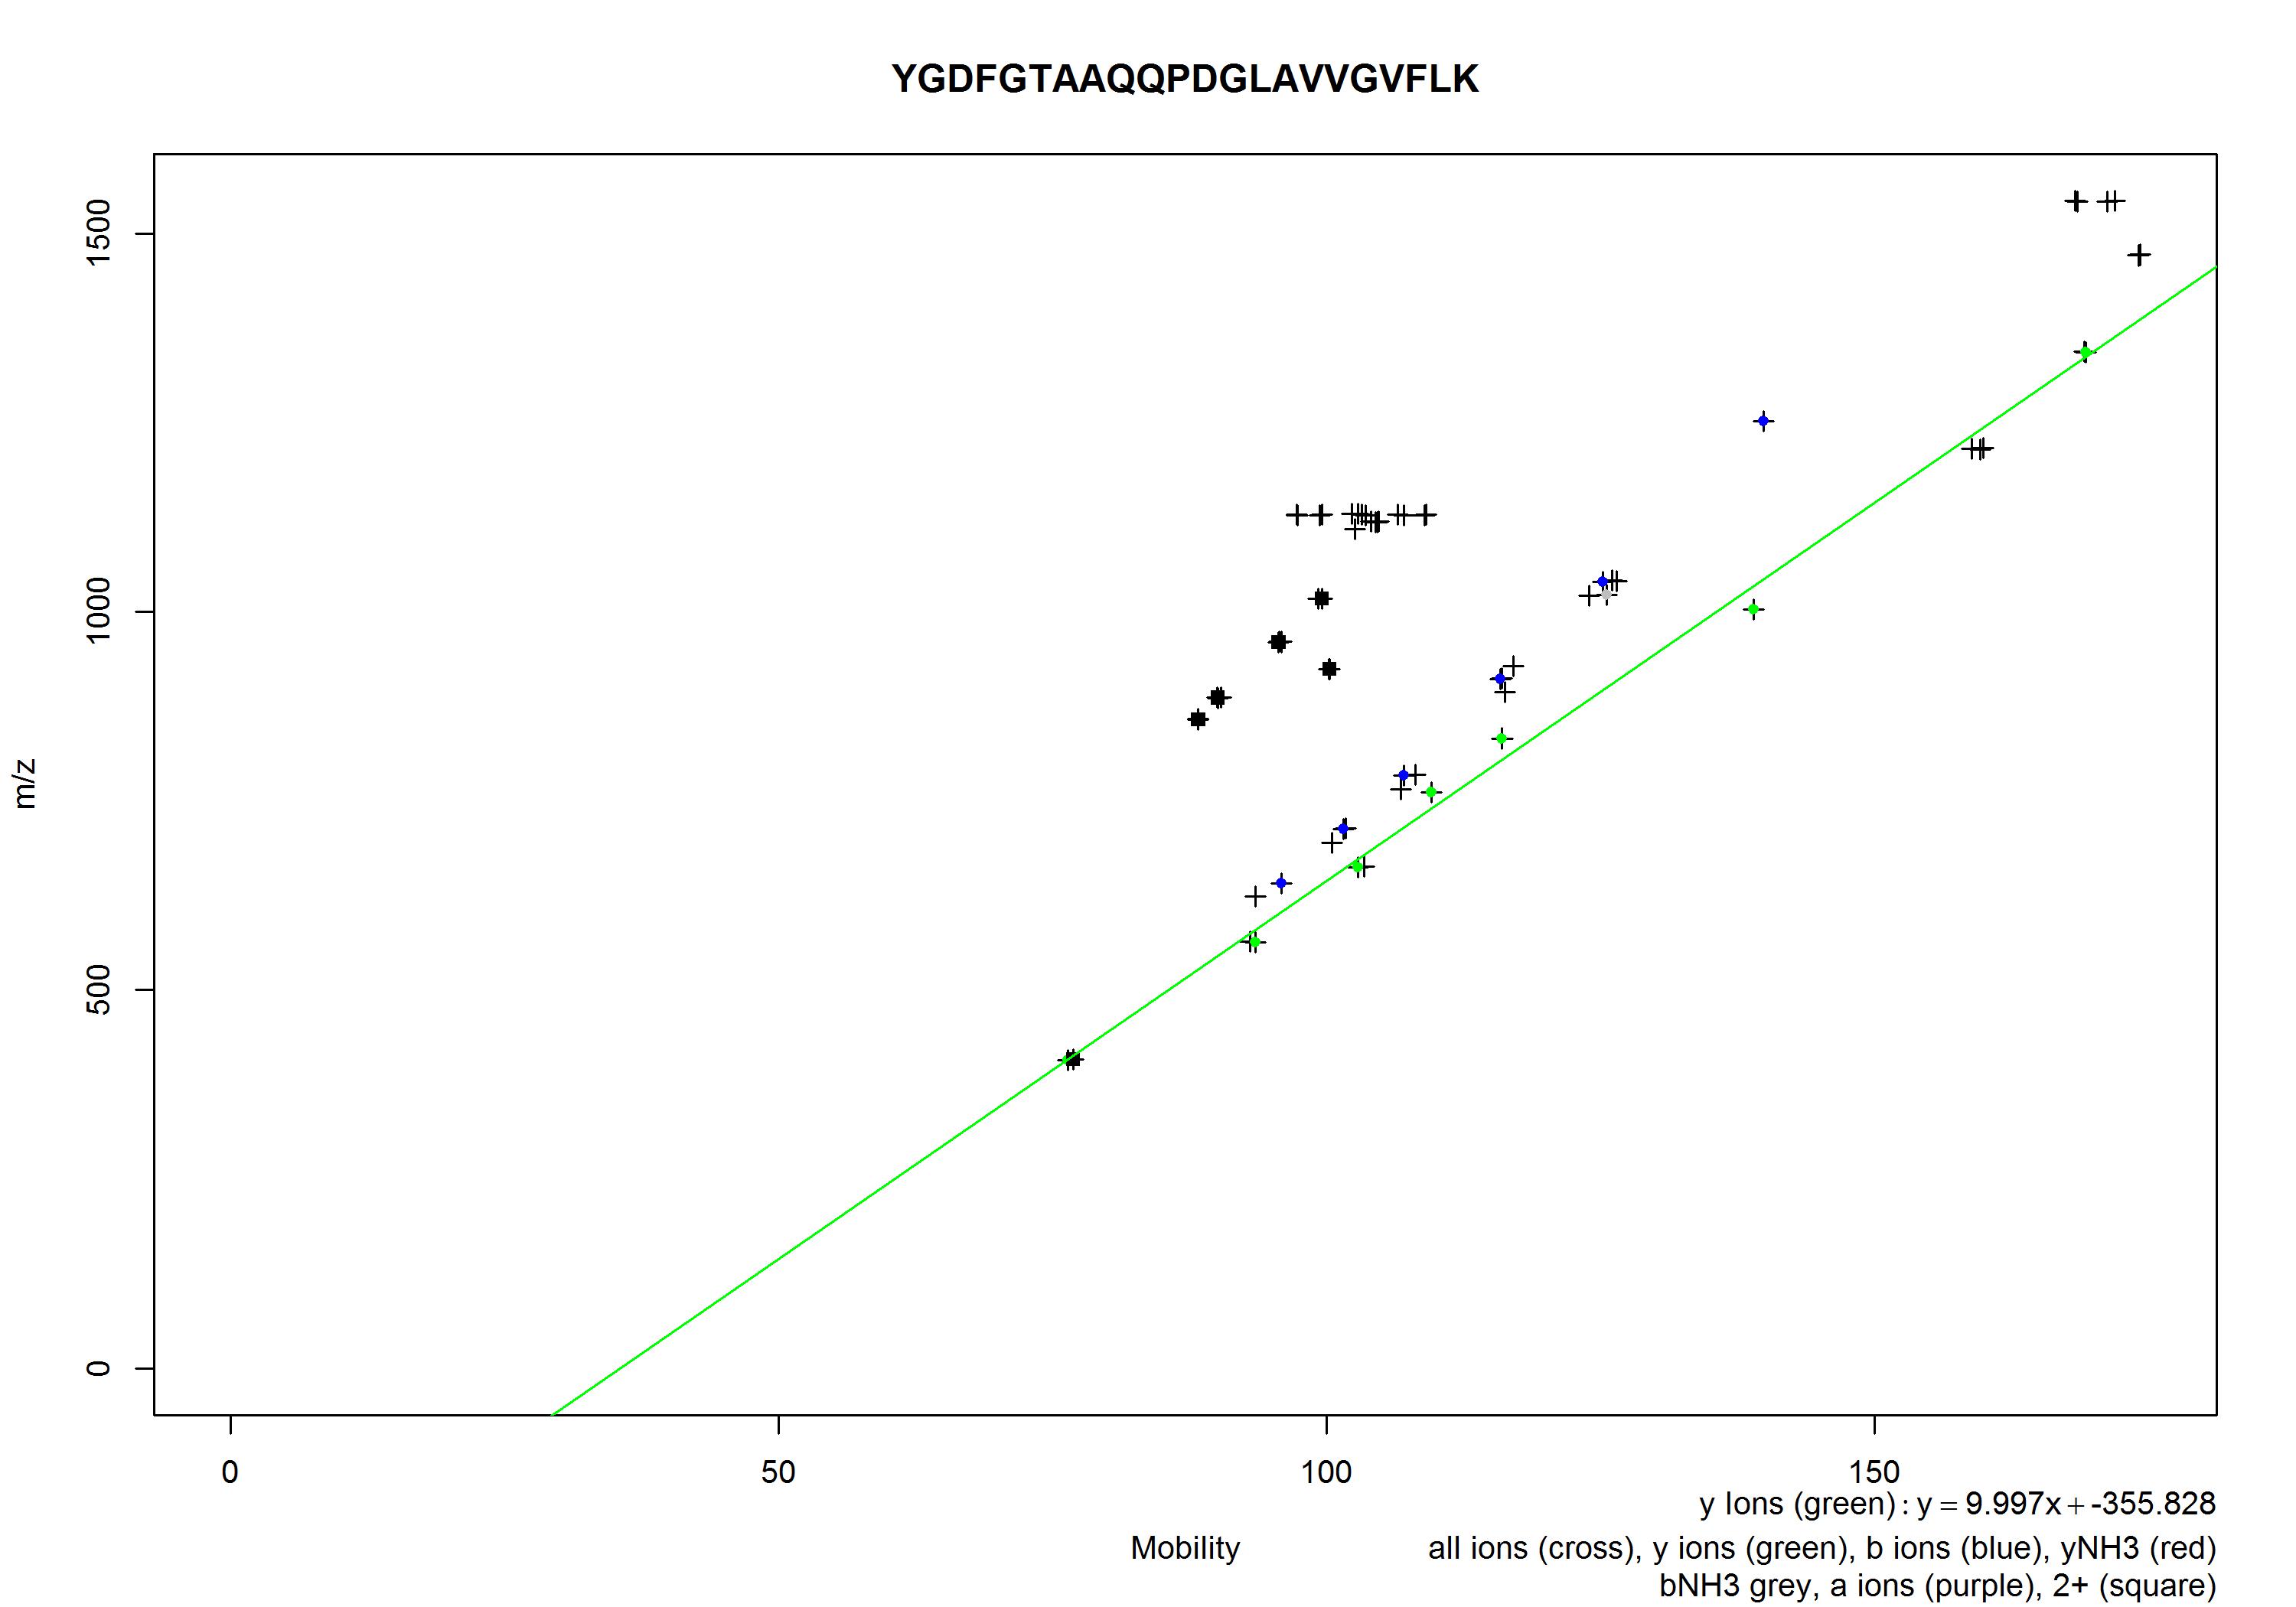 YGDFGTAAQQPDGLAVVGVFLK
1500
1000
500
0
m/z
0 50 100 150
y Ions (green) : y = 9.997x + -355.828
Mobility all ions (cross), y ions (green), b ions (blue), yNH3 (red)
bNH3 grey, a ions (purple), 2+ (square)